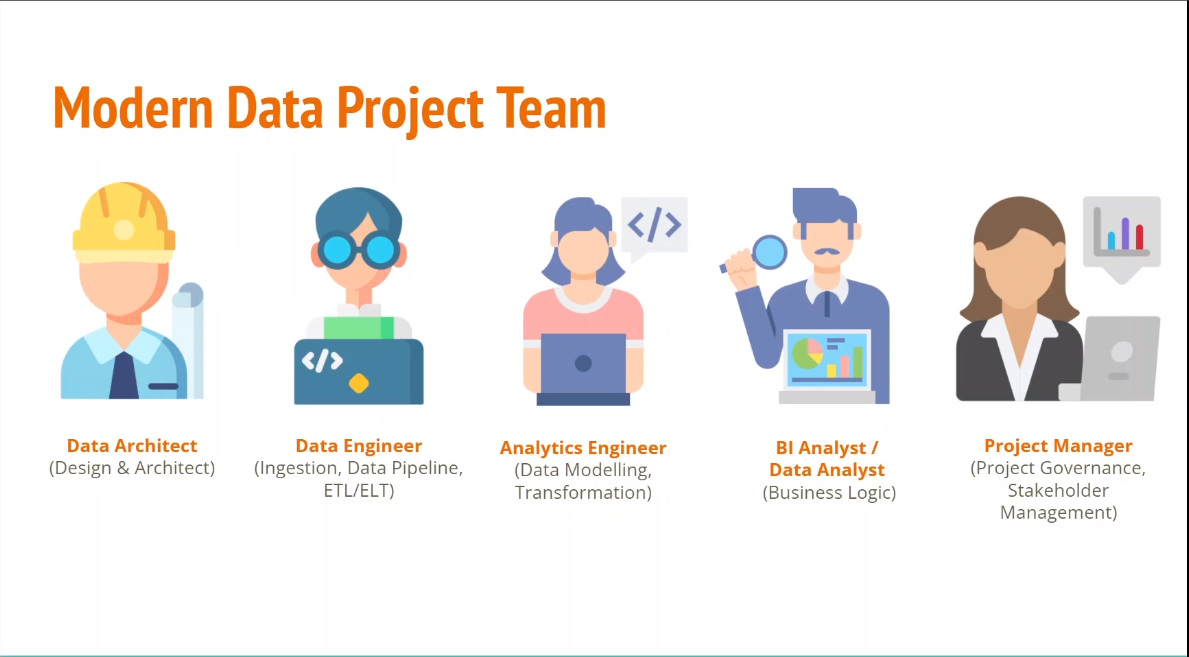 Modern Data Project Team
</>
</>
Data Architect
(Design & Architect)
Data Engineer
(Ingestion, Data Pipeline,
ETL/ELT)
Analytics Engineer
(Data Modelling,
Transformation)
BI Analyst /
Data Analyst
(Business Logic)
Project Manager
(Project Governance,
Stakeholder
Management)